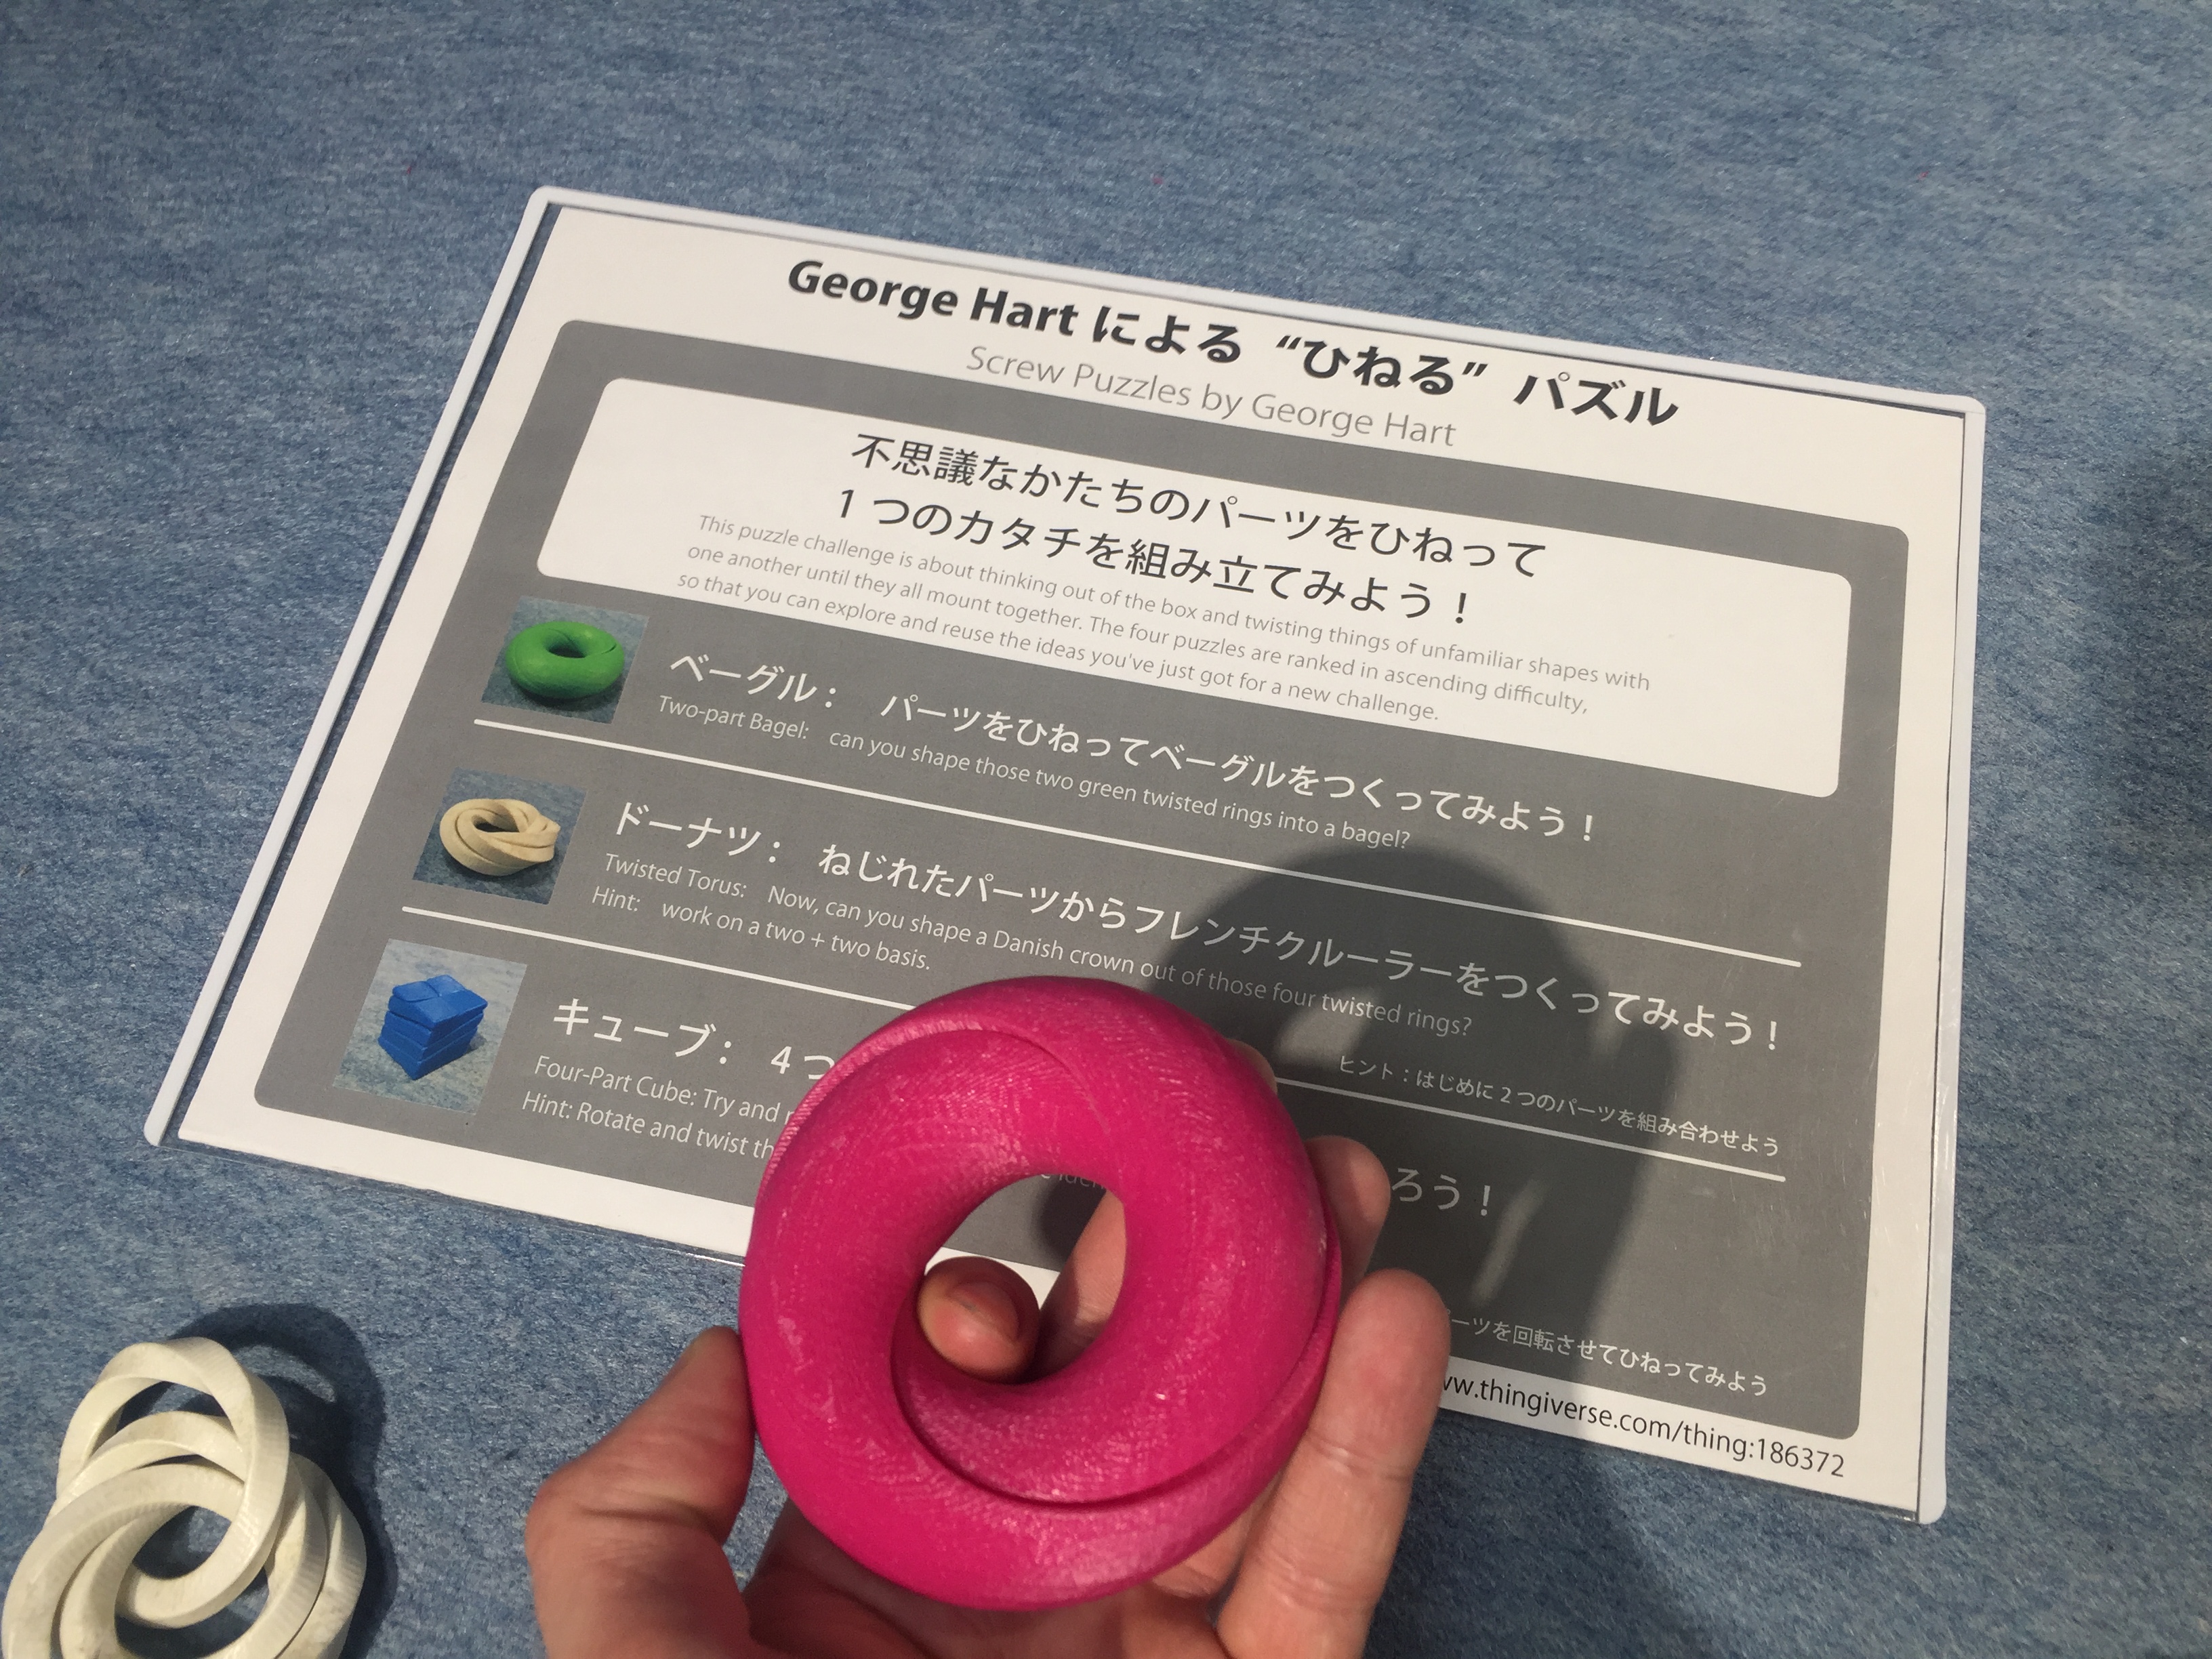 George Hart による “ひねる” パズル
Screw Puzzles by George Hart
不思議なかたちのパーツをひねって
1 つのカタチを組み立てみよう！
This puzzle challenge is about thinking out of the box and twisting things of unfamiliar shapes with
one another until they all mount together. The four puzzles are ranked in ascending difficulty,
so that you can explore and reuse the ideas you've just got for a new challenge.
ベーグル： パーツをひねってベーグルをつくってみよう！
Two-part Bagel: can you shape those two green twisted rings into a bagel?
ドーナツ： ねじれたパーツからフレンチクルーラーをつくってみよう！
Twisted Torus: Now, can you shape a Danish crown out of those four twisted rings?
Hint: work on a two + two basis.
ヒント：はじめに 2 つのパーツを組み合わせよう
キューブ： 4 つ
ろう！
Four-Part Cube: Try and
Hint: Rotate and twist
ーツを回転させてひねってみよう
w.thingiverse.com/thing:186372